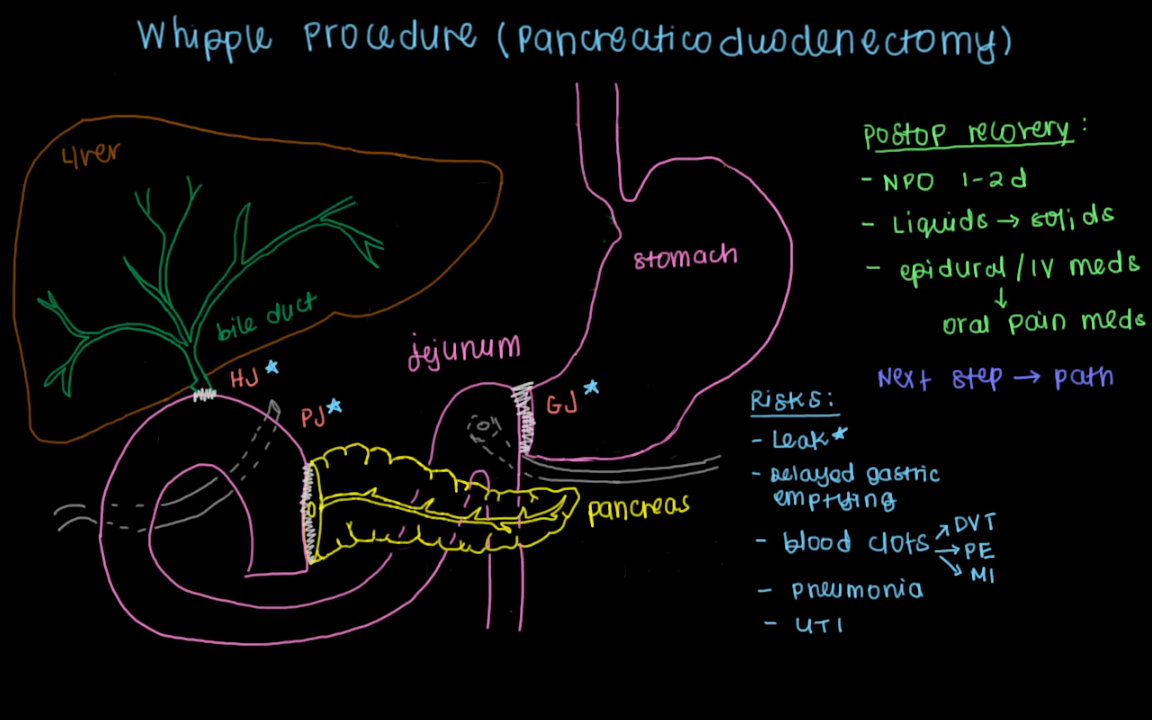 Whipple Procedure (Pancreaticoduodenectomy)
liver
bile duct
HJ*
PJ*
jejunum
GJ*
stomach
pancreas
Postop recovery:
- NPO 1-2d
- Liquids → solids
- epidural/IV meds
↓
oral pain meds
Next step → path
Risks:
- Leak*
- Delayed gastric
emptying
- blood clots → DVT
→ PE
→ MI
- pneumonia
- UTI